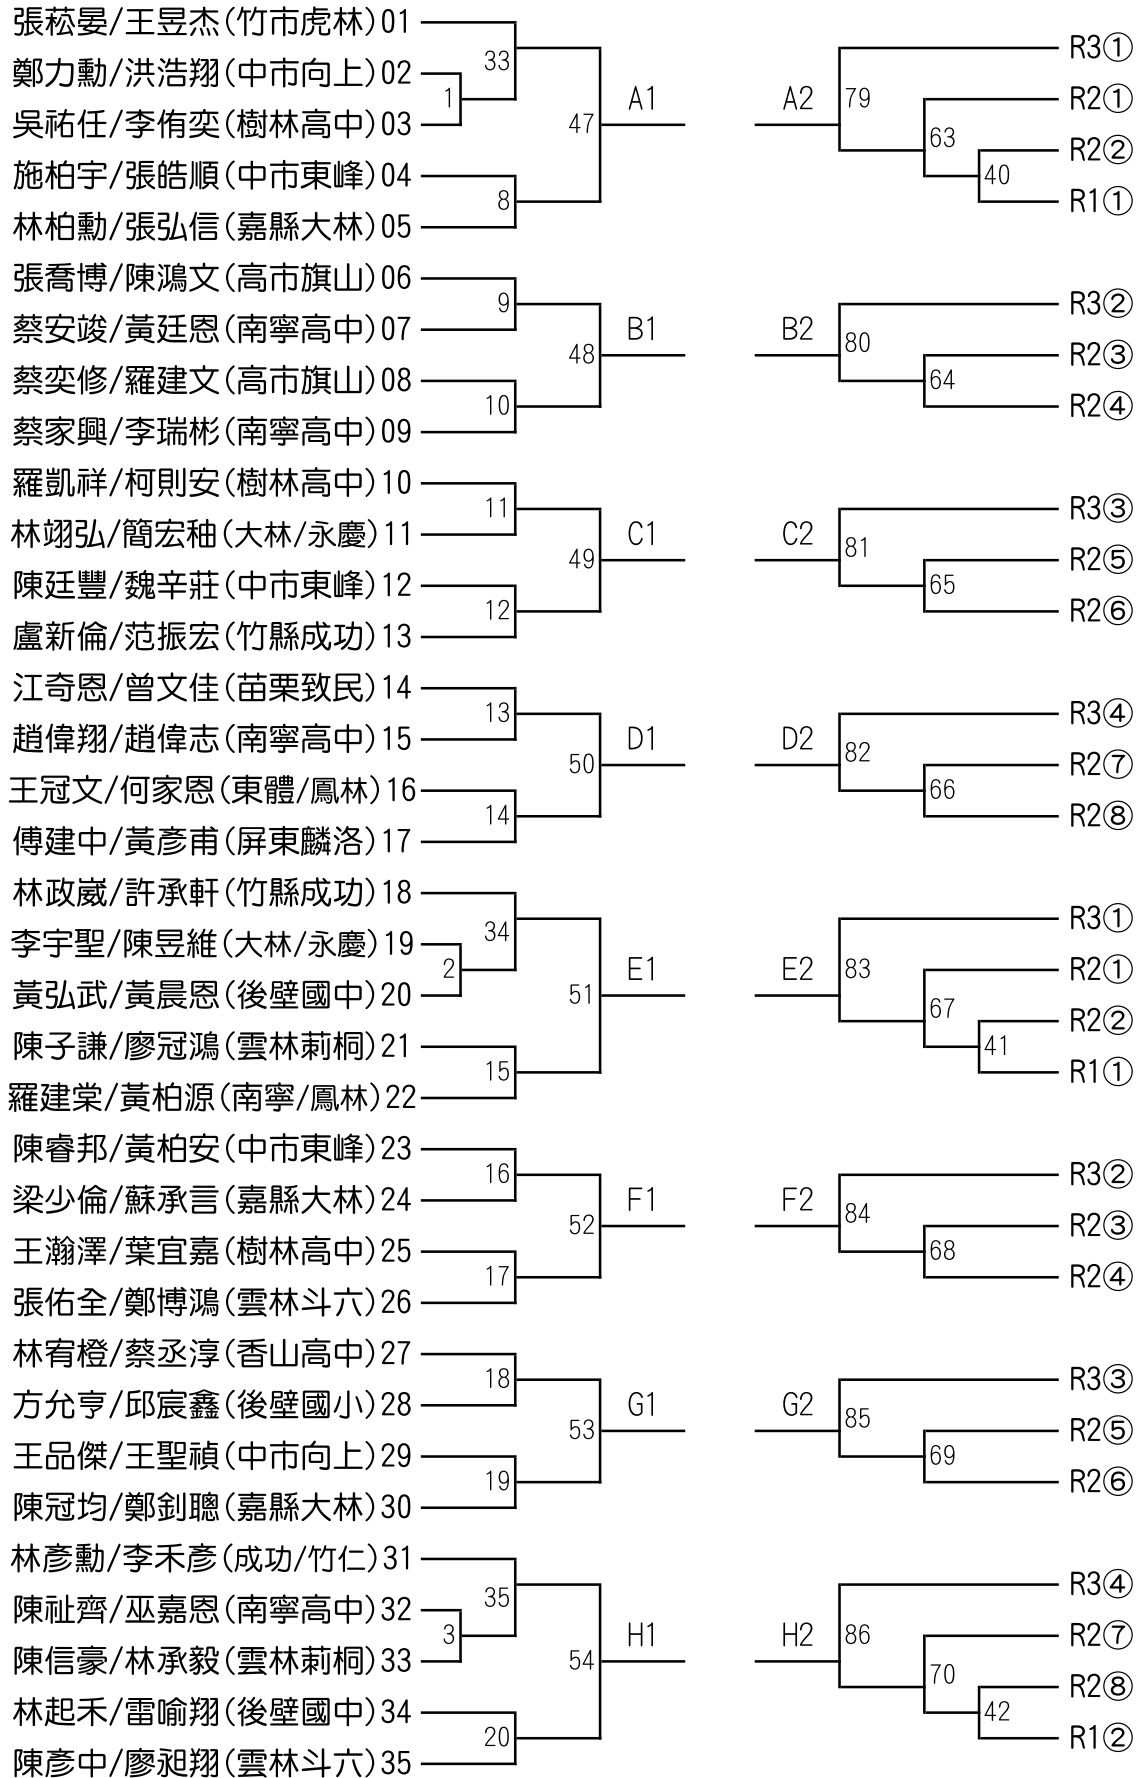 張菘晏/王昱杰(竹市虎林)01
鄭力勳/洪浩翔(中市向上)02
吳祐任/李侑奕(樹林高中)03
施柏宇/張皓順(中市東峰)04
林柏勳/張弘信(嘉縣大林)05
33
1
8
47
A1
A2
79
63
40
R3①
R2①
R2②
R1①
張喬博/陳鴻文(高市旗山)06
蔡安竣/黃廷恩(南寧高中)07
蔡奕修/羅建文(高市旗山)08
蔡家興/李瑞彬(南寧高中)09
9
10
48
B1
B2
80
64
R3②
R2③
R2④
羅凱祥/柯則安(樹林高中)10
林翊弘/簡宏秞(大林/永慶)11
陳廷豐/魏辛莊(中市東峰)12
盧新倫/范振宏(竹縣成功)13
11
12
49
C1
C2
81
65
R3③
R2⑤
R2⑥
江奇恩/曾文佳(苗栗致民)14
趙偉翔/趙偉志(南寧高中)15
王冠文/何家恩(東體/鳳林)16
傅建中/黃彥甫(屏東麟洛)17
13
14
50
D1
D2
82
66
R3④
R2⑦
R2⑧
林政崴/許承軒(竹縣成功)18
李宇聖/陳昱維(大林/永慶)19
黃弘武/黃晨恩(後壁國中)20
陳子謙/廖冠鴻(雲林莿桐)21
羅建棠/黃柏源(南寧/鳳林)22
34
2
15
51
E1
E2
83
67
41
R3①
R2①
R2②
R1①
陳睿邦/黃柏安(中市東峰)23
梁少倫/蘇承言(嘉縣大林)24
王瀚澤/葉宜嘉(樹林高中)25
張佑全/鄭博鴻(雲林斗六)26
16
17
52
F1
F2
84
68
R3②
R2③
R2④
林宥橙/蔡丞淳(香山高中)27
方允亨/邱宸鑫(後壁國小)28
王品傑/王聖禎(中市向上)29
陳冠均/鄭釗聰(嘉縣大林)30
18
19
53
G1
G2
85
69
R3③
R2⑤
R2⑥
林彥勳/李禾彥(成功/竹仁)31
陳祉齊/巫嘉恩(南寧高中)32
陳信豪/林承毅(雲林莿桐)33
林起禾/雷喻翔(後壁國中)34
陳彥中/廖昶翔(雲林斗六)35
35
3
20
54
H1
H2
86
70
42
R3④
R2⑦
R2⑧
R1②